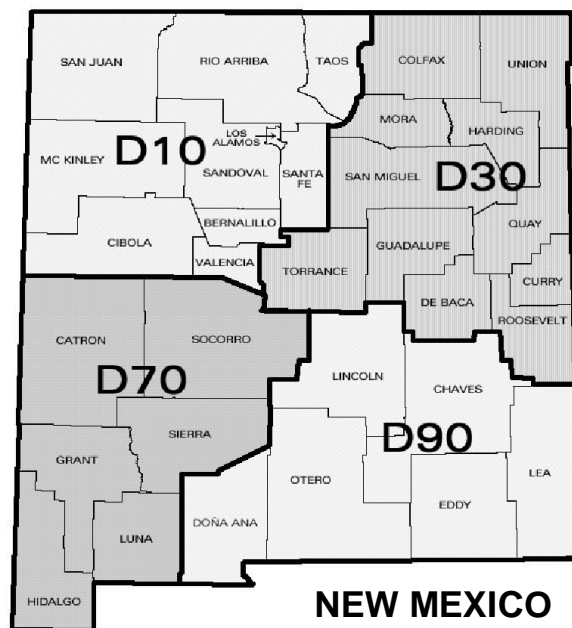 SAN JUAN
RIO ARRIBA
TAOS
COLFAX
UNION
MORA
HARDING
LOS
ALAMOS
MC KINLEY
D10
SANDOVAL
SANTA
FE
SAN MIGUEL
D30
BERNALILLO
QUAY
CIBOLA
GUADALUPE
VALENCIA
TORRANCE
CURRY
DE BACA
ROOSEVELT
CATRON
SOCORRO
D70
LINCOLN
CHAVES
SIERRA
D90
GRANT
OTERO
EDDY
LEA
DOÑA ANA
LUNA
HIDALGO
NEW MEXICO